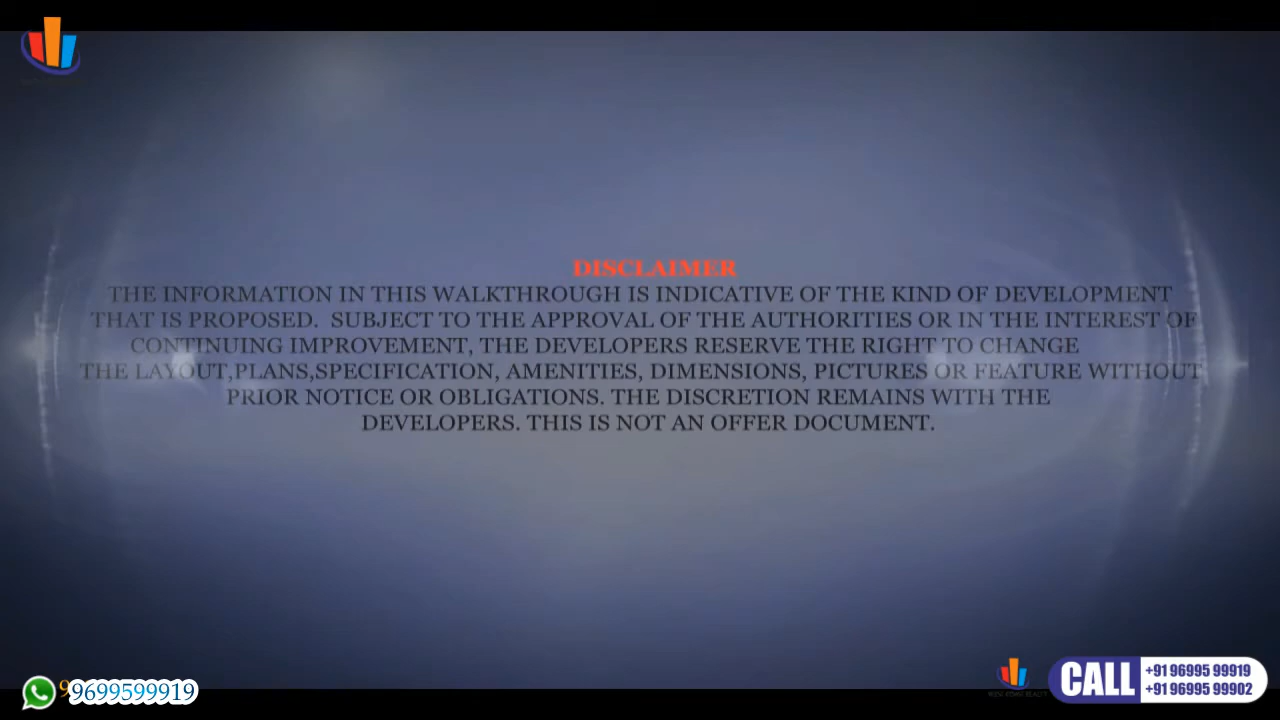 DISCLAIMER
THE INFORMATION IN THIS WALKTHROUGH IS INDICATIVE OF THE KIND OF DEVELOPMENT
THAT IS PROPOSED. SUBJECT TO THE APPROVAL OF THE AUTHORITIES OR IN THE INTEREST OF
CONTINUING IMPROVEMENT, THE DEVELOPERS RESERVE THE RIGHT TO CHANGE
THE LAYOUT,PLANS,SPECIFICATION, AMENITIES, DIMENSIONS, PICTURES OR FEATURE WITHOUT
PRIOR NOTICE OR OBLIGATIONS. THE DISCRETION REMAINS WITH THE
DEVELOPERS. THIS IS NOT AN OFFER DOCUMENT.
9699599919
CALL
+91 96995 99919
+91 96995 99902